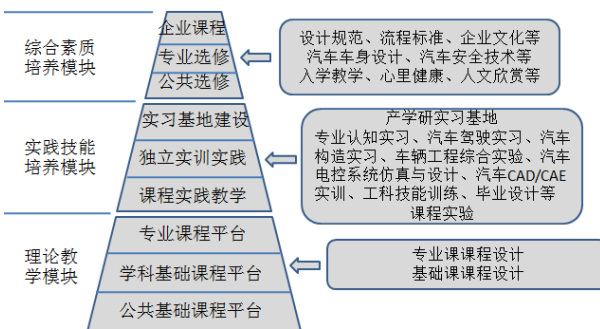 综合素质
培养模块
企业课程
专业选修
公共选修
设计规范、流程标准、企业文化等
汽车车身设计、汽车安全技术等
入学教学、心里健康、人文欣赏等
实践技能
培养模块
实习基地建设
独立实训实践
课程实践教学
产学研实习基地
专业认知实习、汽车驾驶实习、汽车
构造实习、车辆工程综合实验、汽车
电控系统仿真与设计、汽车CAD/CAE
实训、工科技能训练、毕业设计等
课程实验
理论教
学模块
专业课程平台
学科基础课程平台
公共基础课程平台
专业课课程设计
基础课课程设计